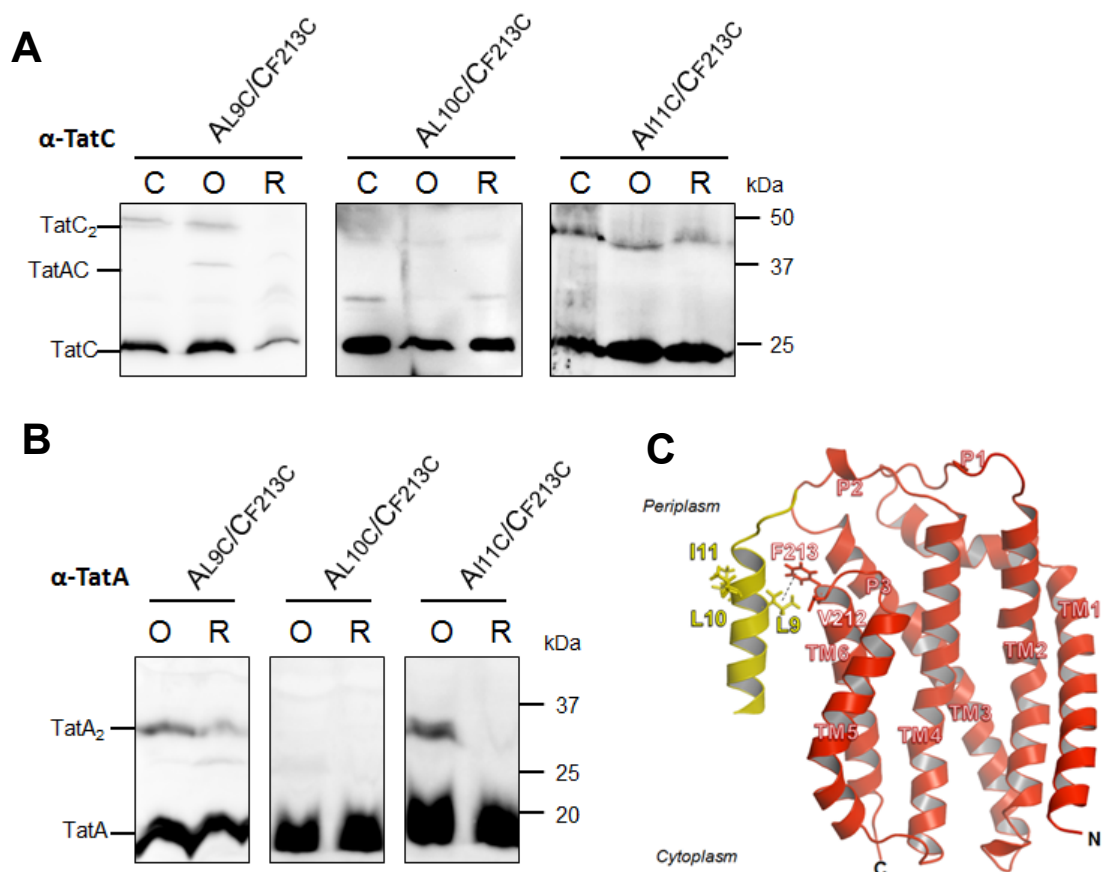 A
AL9C/CF213C
AL10C/CF213C
AI11C/CF213C
α-TatC
C O R
C O R
C O R
kDa
TatC2
50
TatAC
37
TatC
25
B
AL9C/CF213C
AL10C/CF213C
AI11C/CF213C
α-TatA
O R
O R
O R
kDa
TatA2
37
25
TatA
20
C
P1
P2
Periplasm
I11
F213
P3
L10
L9
V212
TM1
TM6
TM2
TM3
TM5
TM4
N
Cytoplasm
C